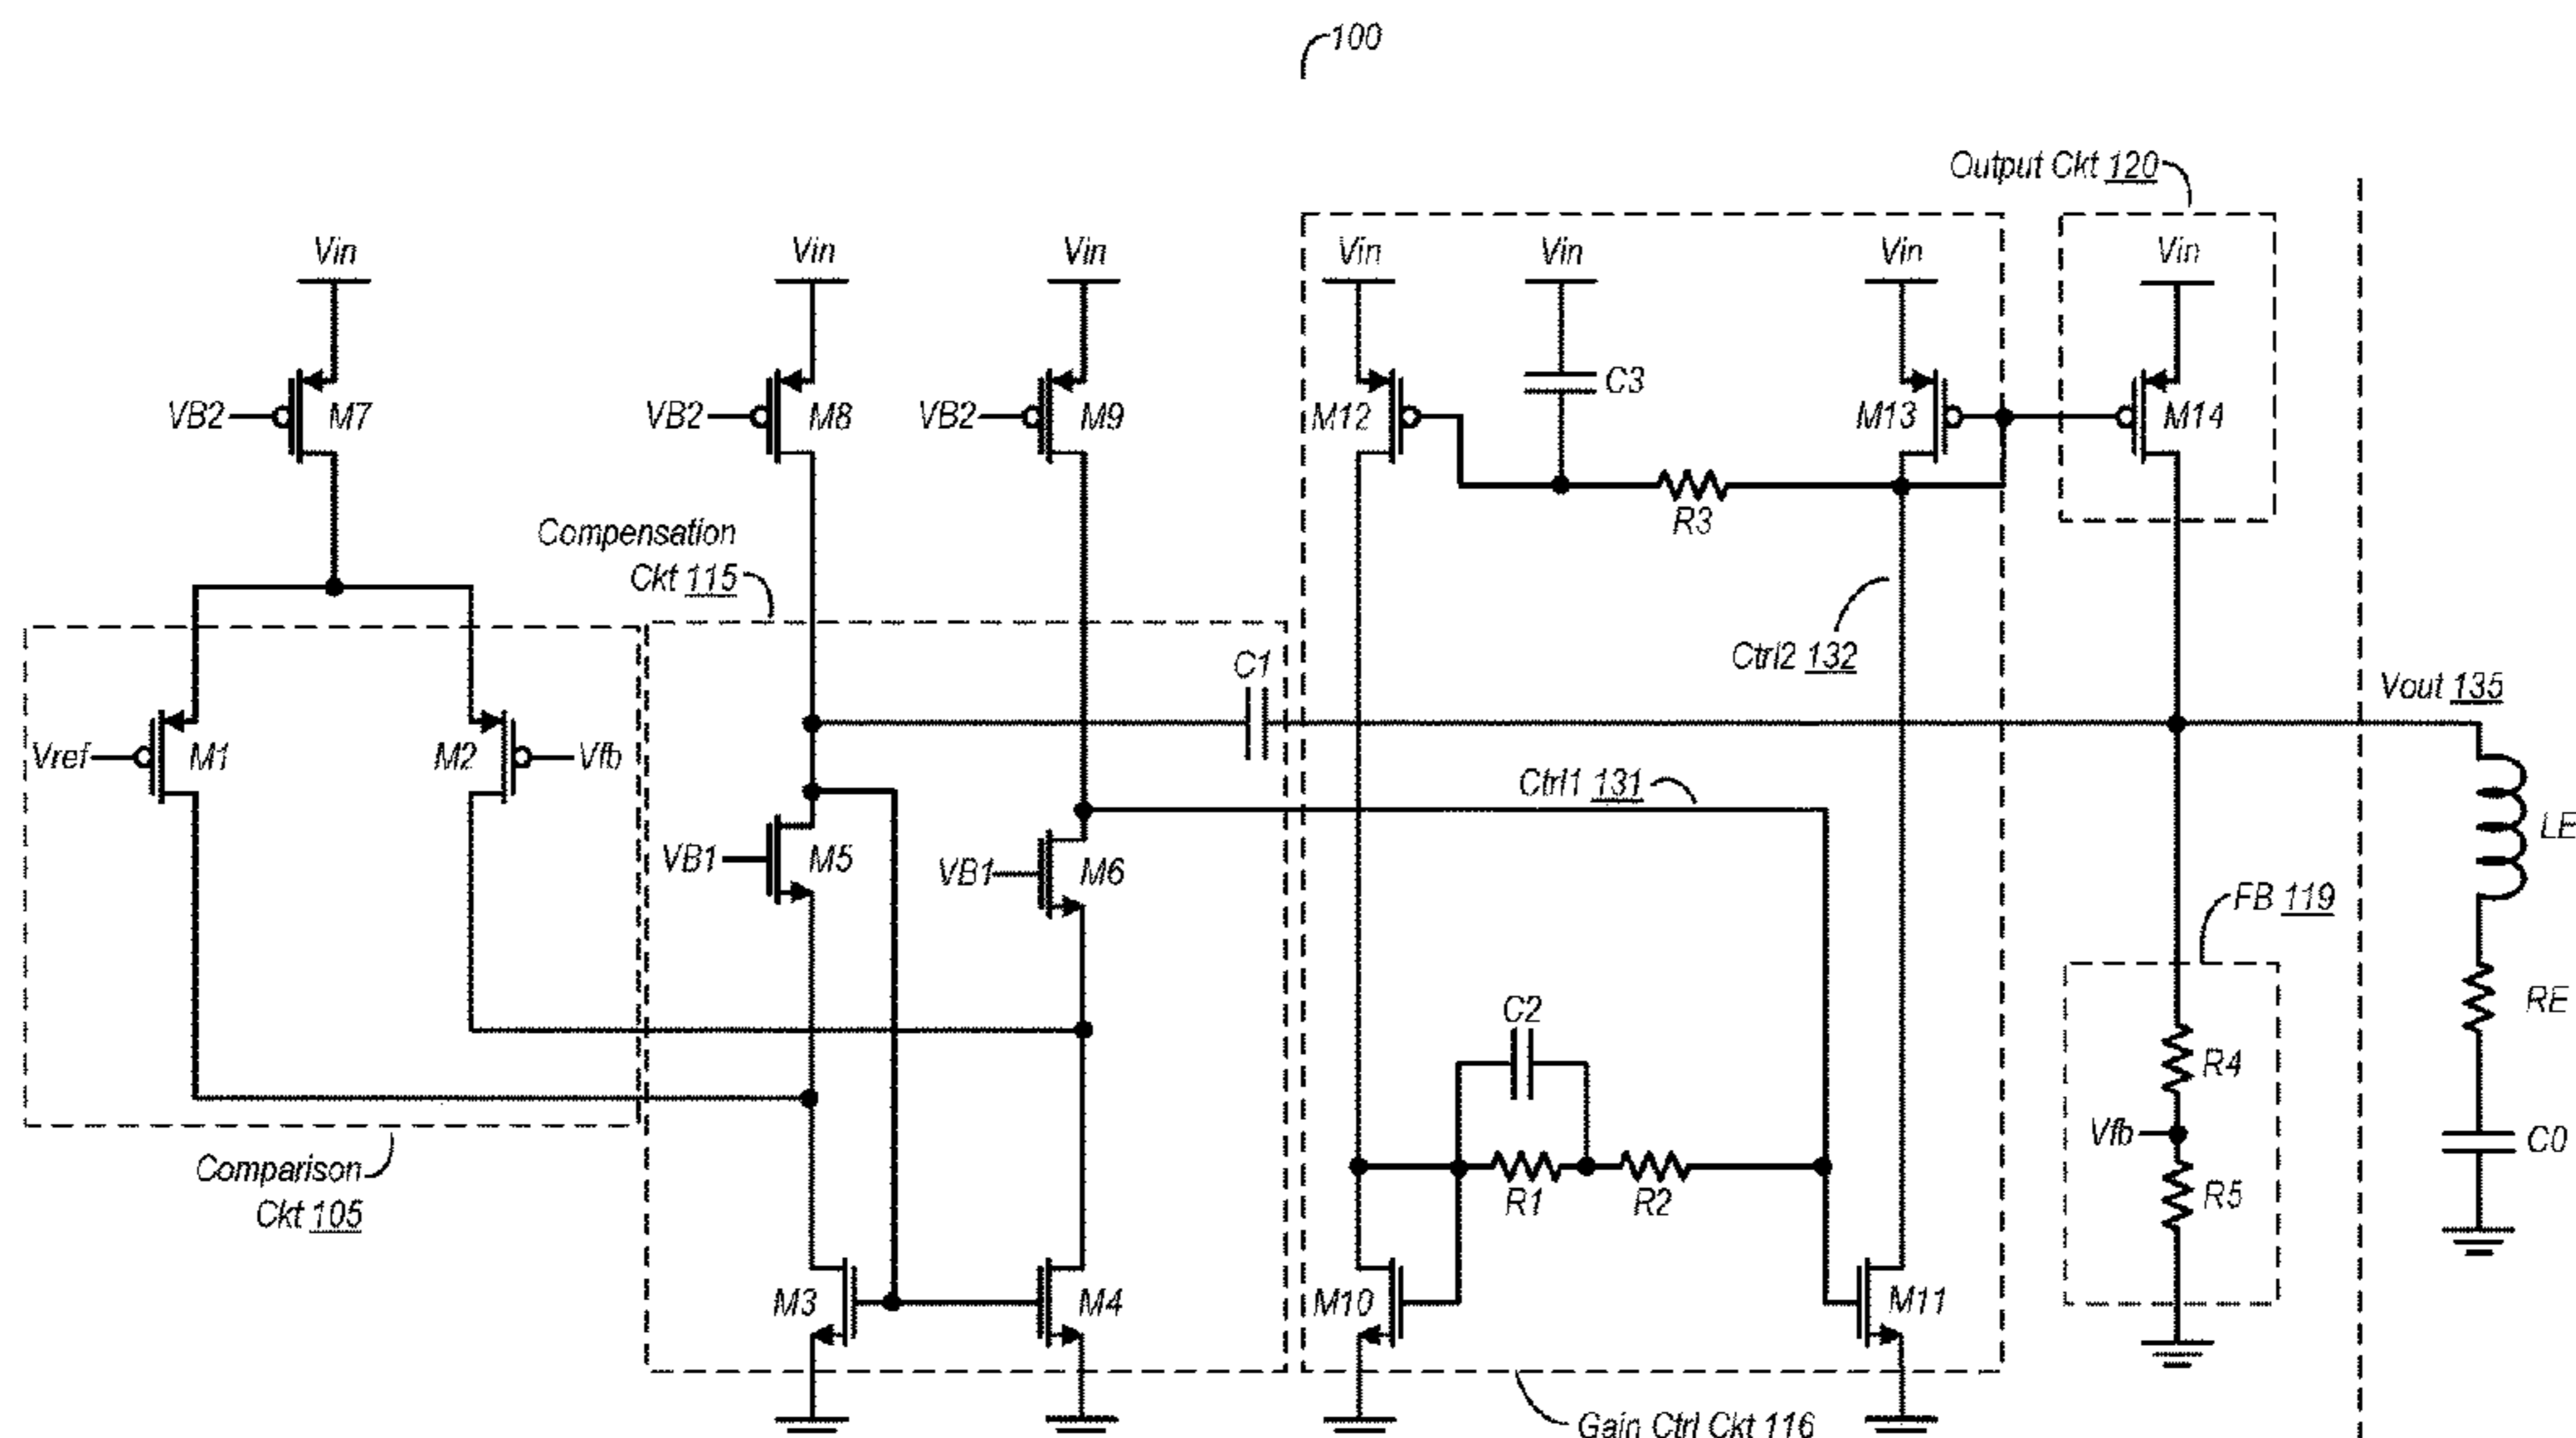 100
Output Ckt 120
Vin
Vin
Vin
Vin
Vin
Vin
Vin
VB2
M7
VB2
M8
VB2
M9
M12
C3
M13
M14
R3
Compensation
Ckt 115
C1
Ctrl2 132
Vout 135
Vref
M1
M2
Vfb
Ctrl1 131
LE
VB1
M5
VB1
M6
FB 119
RE
C2
R4
Vfb
C0
Comparison
Ckt 105
R1
R2
R5
M3
M4
M10
M11
Gain Ctrl Ckt 116